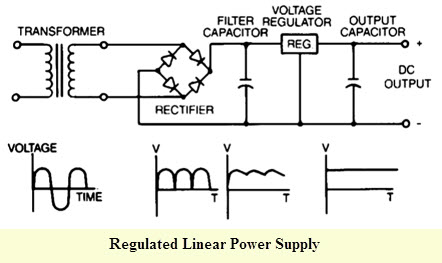 TRANSFORMER
FILTER
CAPACITOR
VOLTAGE
REGULATOR
REG
OUTPUT
CAPACITOR
+
DC
OUTPUT
-
RECTIFIER
VOLTAGE
TIME
V
T
V
T
V
T
Regulated Linear Power Supply